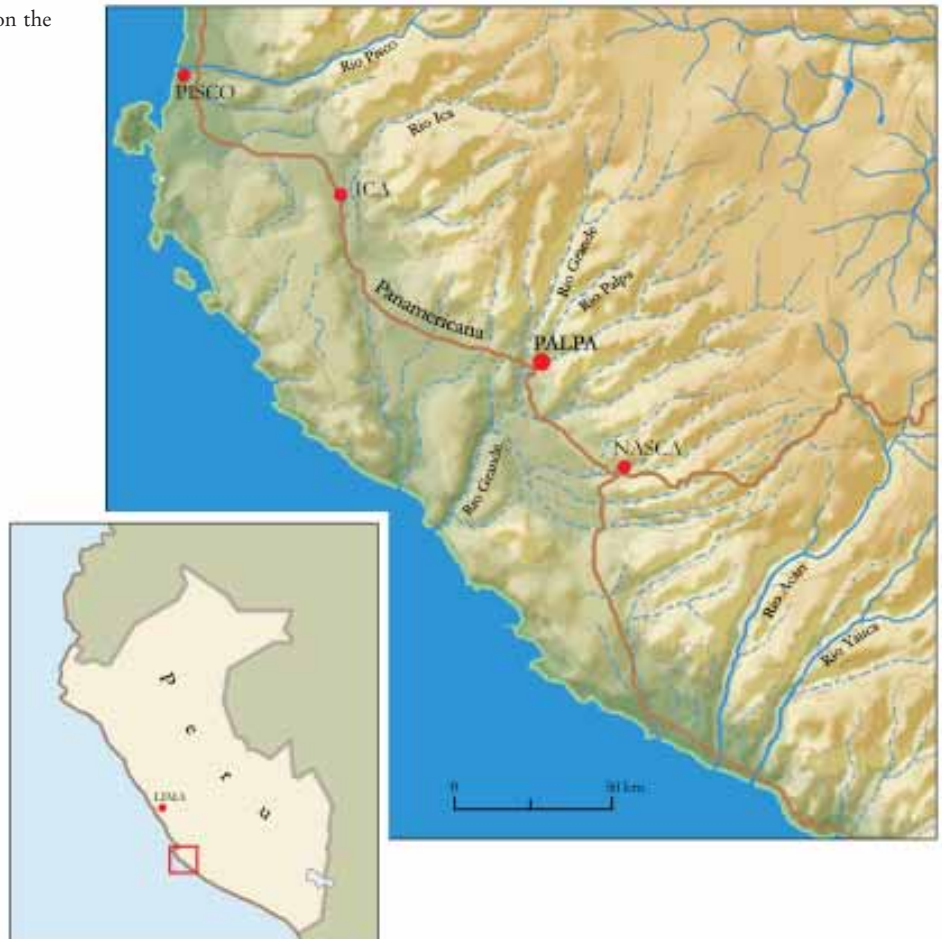 on the
Rio Pisco
PISCO
Rio Ica
ICA
Rio Grande
Rio Palpa
Panamericana
PALPA
NASCA
Rio Grande
Rio Acarí
Rio Yauca
0 50 km
Peru
LIMA